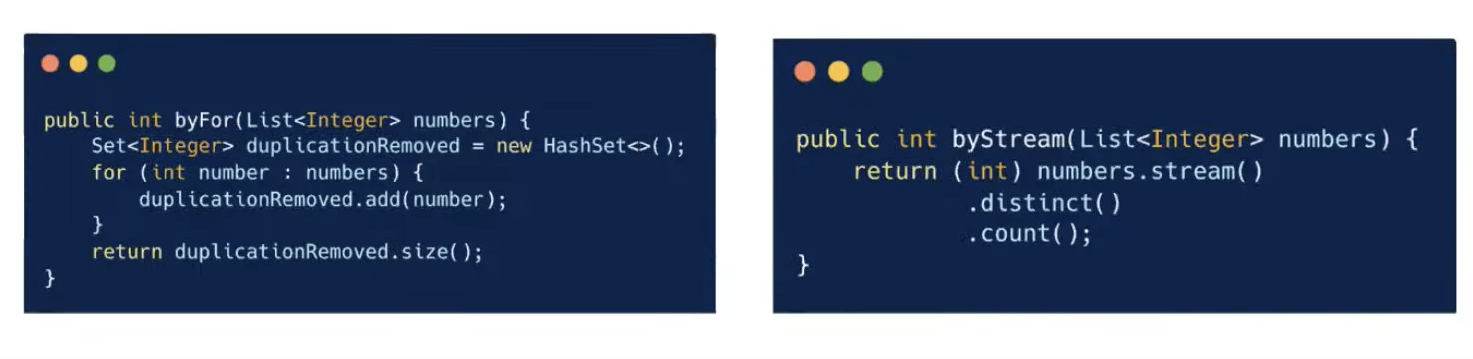 public int byFor(List<Integer> numbers) {
    Set<Integer> duplicationRemoved = new HashSet<>();
    for (int number : numbers) {
        duplicationRemoved.add(number);
    }
    return duplicationRemoved.size();
}
public int byStream(List<Integer> numbers) {
    return (int) numbers.stream()
            .distinct()
            .count();
}